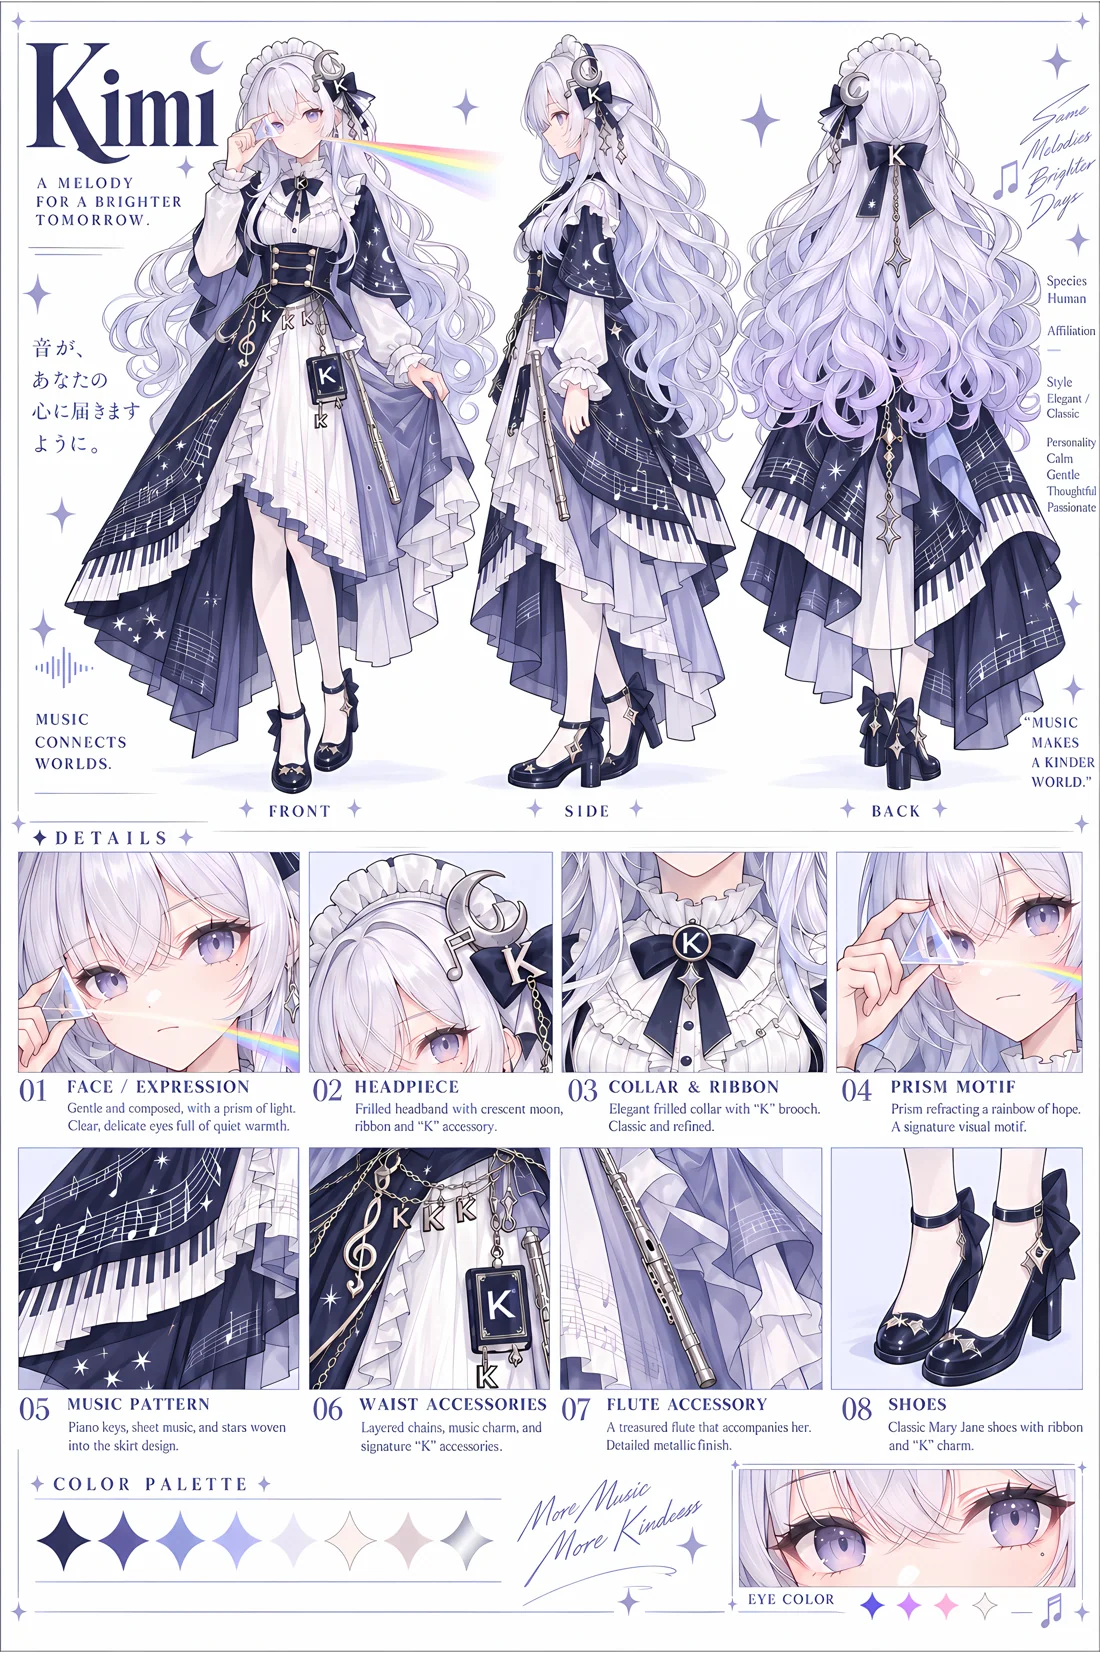 Kimi
A MELODY
FOR A BRIGHTER
TOMORROW.
音が、
あなたの
心に届きます
ように。
MUSIC
CONNECTS
WORLDS.
Same
Melodies
Brighter
Days
Species
Human
Affiliation
—
Style
Elegant /
Classic
Personality
Calm
Gentle
Thoughtful
Passionate
“MUSIC
MAKES
A KINDER
WORLD.”
K
K
K K K
K
K
K
K
FRONT
SIDE
BACK
DETAILS
K
K
01 FACE / EXPRESSION
Gentle and composed, with a prism of light.
Clear, delicate eyes full of quiet warmth.
02 HEADPIECE
Frilled headband with crescent moon,
ribbon and “K” accessory.
03 COLLAR & RIBBON
Elegant frilled collar with “K” brooch.
Classic and refined.
04 PRISM MOTIF
Prism refracting a rainbow of hope.
A signature visual motif.
K K K
K
K
05 MUSIC PATTERN
Piano keys, sheet music, and stars woven
into the skirt design.
06 WAIST ACCESSORIES
Layered chains, music charm, and
signature “K” accessories.
07 FLUTE ACCESSORY
A treasured flute that accompanies her.
Detailed metallic finish.
08 SHOES
Classic Mary Jane shoes with ribbon
and “K” charm.
COLOR PALETTE
More Music
More Kindcess
EYE COLOR